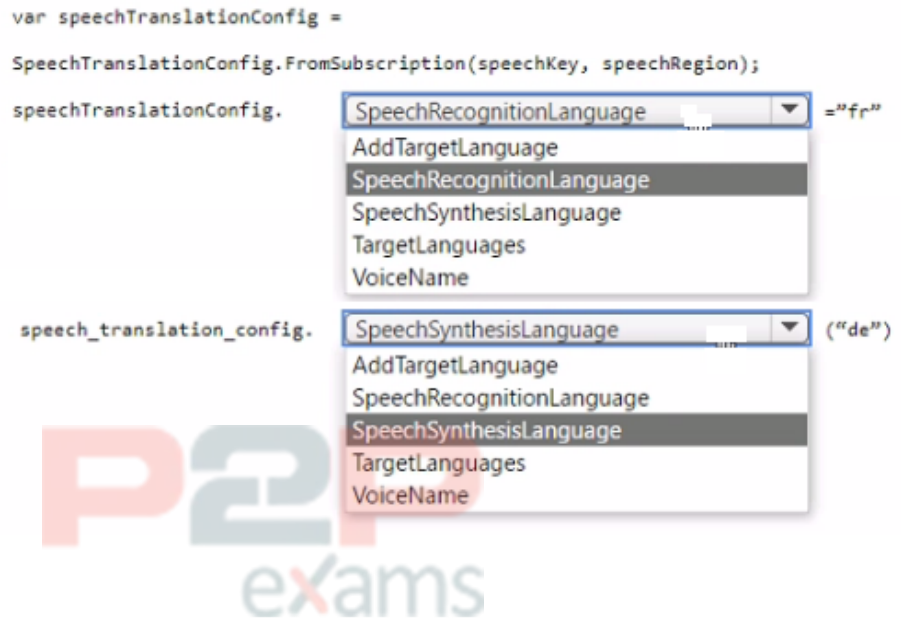 var speechTranslationConfig =
SpeechTranslationConfig.FromSubscription(speechKey, speechRegion);
speechTranslationConfig. SpeechRecognitionLanguage ="fr"
AddTargetLanguage
SpeechRecognitionLanguage
SpeechSynthesisLanguage
TargetLanguages
VoiceName
speech_translation_config. SpeechSynthesisLanguage ("de")
AddTargetLanguage
SpeechRecognitionLanguage
SpeechSynthesisLanguage
TargetLanguages
VoiceName
P2P
exams